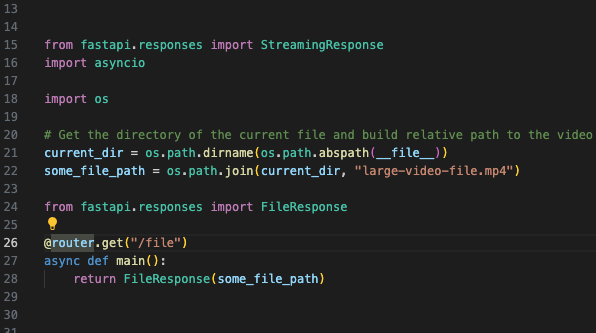 13
14
15 from fastapi.responses import StreamingResponse
16 import asyncio
17
18 import os
19
20 # Get the directory of the current file and build relative path to the video
21 current_dir = os.path.dirname(os.path.abspath(__file__))
22 some_file_path = os.path.join(current_dir, "large-video-file.mp4")
23
24 from fastapi.responses import FileResponse
25
26 @router.get("/file")
27 async def main():
28     return FileResponse(some_file_path)
29
30
31